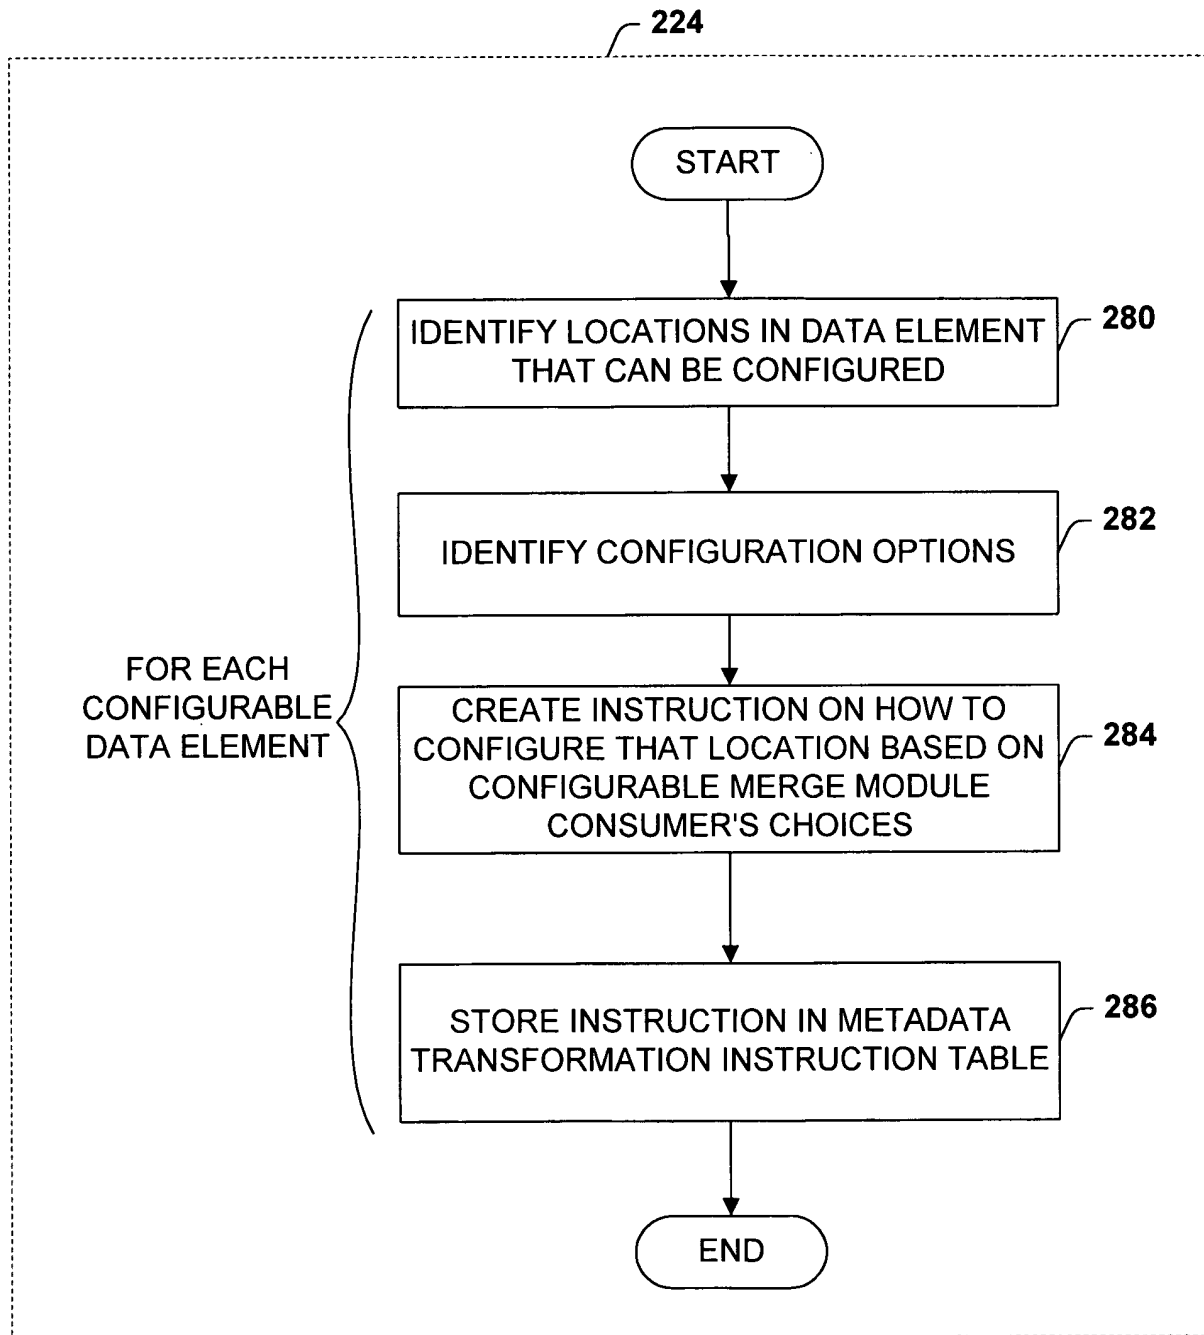 224
START
IDENTIFY LOCATIONS IN DATA ELEMENT
THAT CAN BE CONFIGURED
280
IDENTIFY CONFIGURATION OPTIONS
282
FOR EACH
CONFIGURABLE
DATA ELEMENT
CREATE INSTRUCTION ON HOW TO
CONFIGURE THAT LOCATION BASED ON
CONFIGURABLE MERGE MODULE
CONSUMER'S CHOICES
284
STORE INSTRUCTION IN METADATA
TRANSFORMATION INSTRUCTION TABLE
286
END